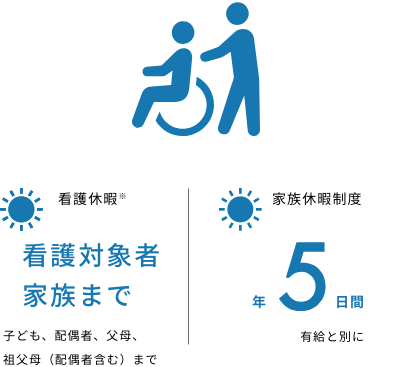 看護休暇※
看護対象者
家族まで
子ども、配偶者、父母、
祖父母（配偶者含む）まで
家族休暇制度
年5日間
有給と別に